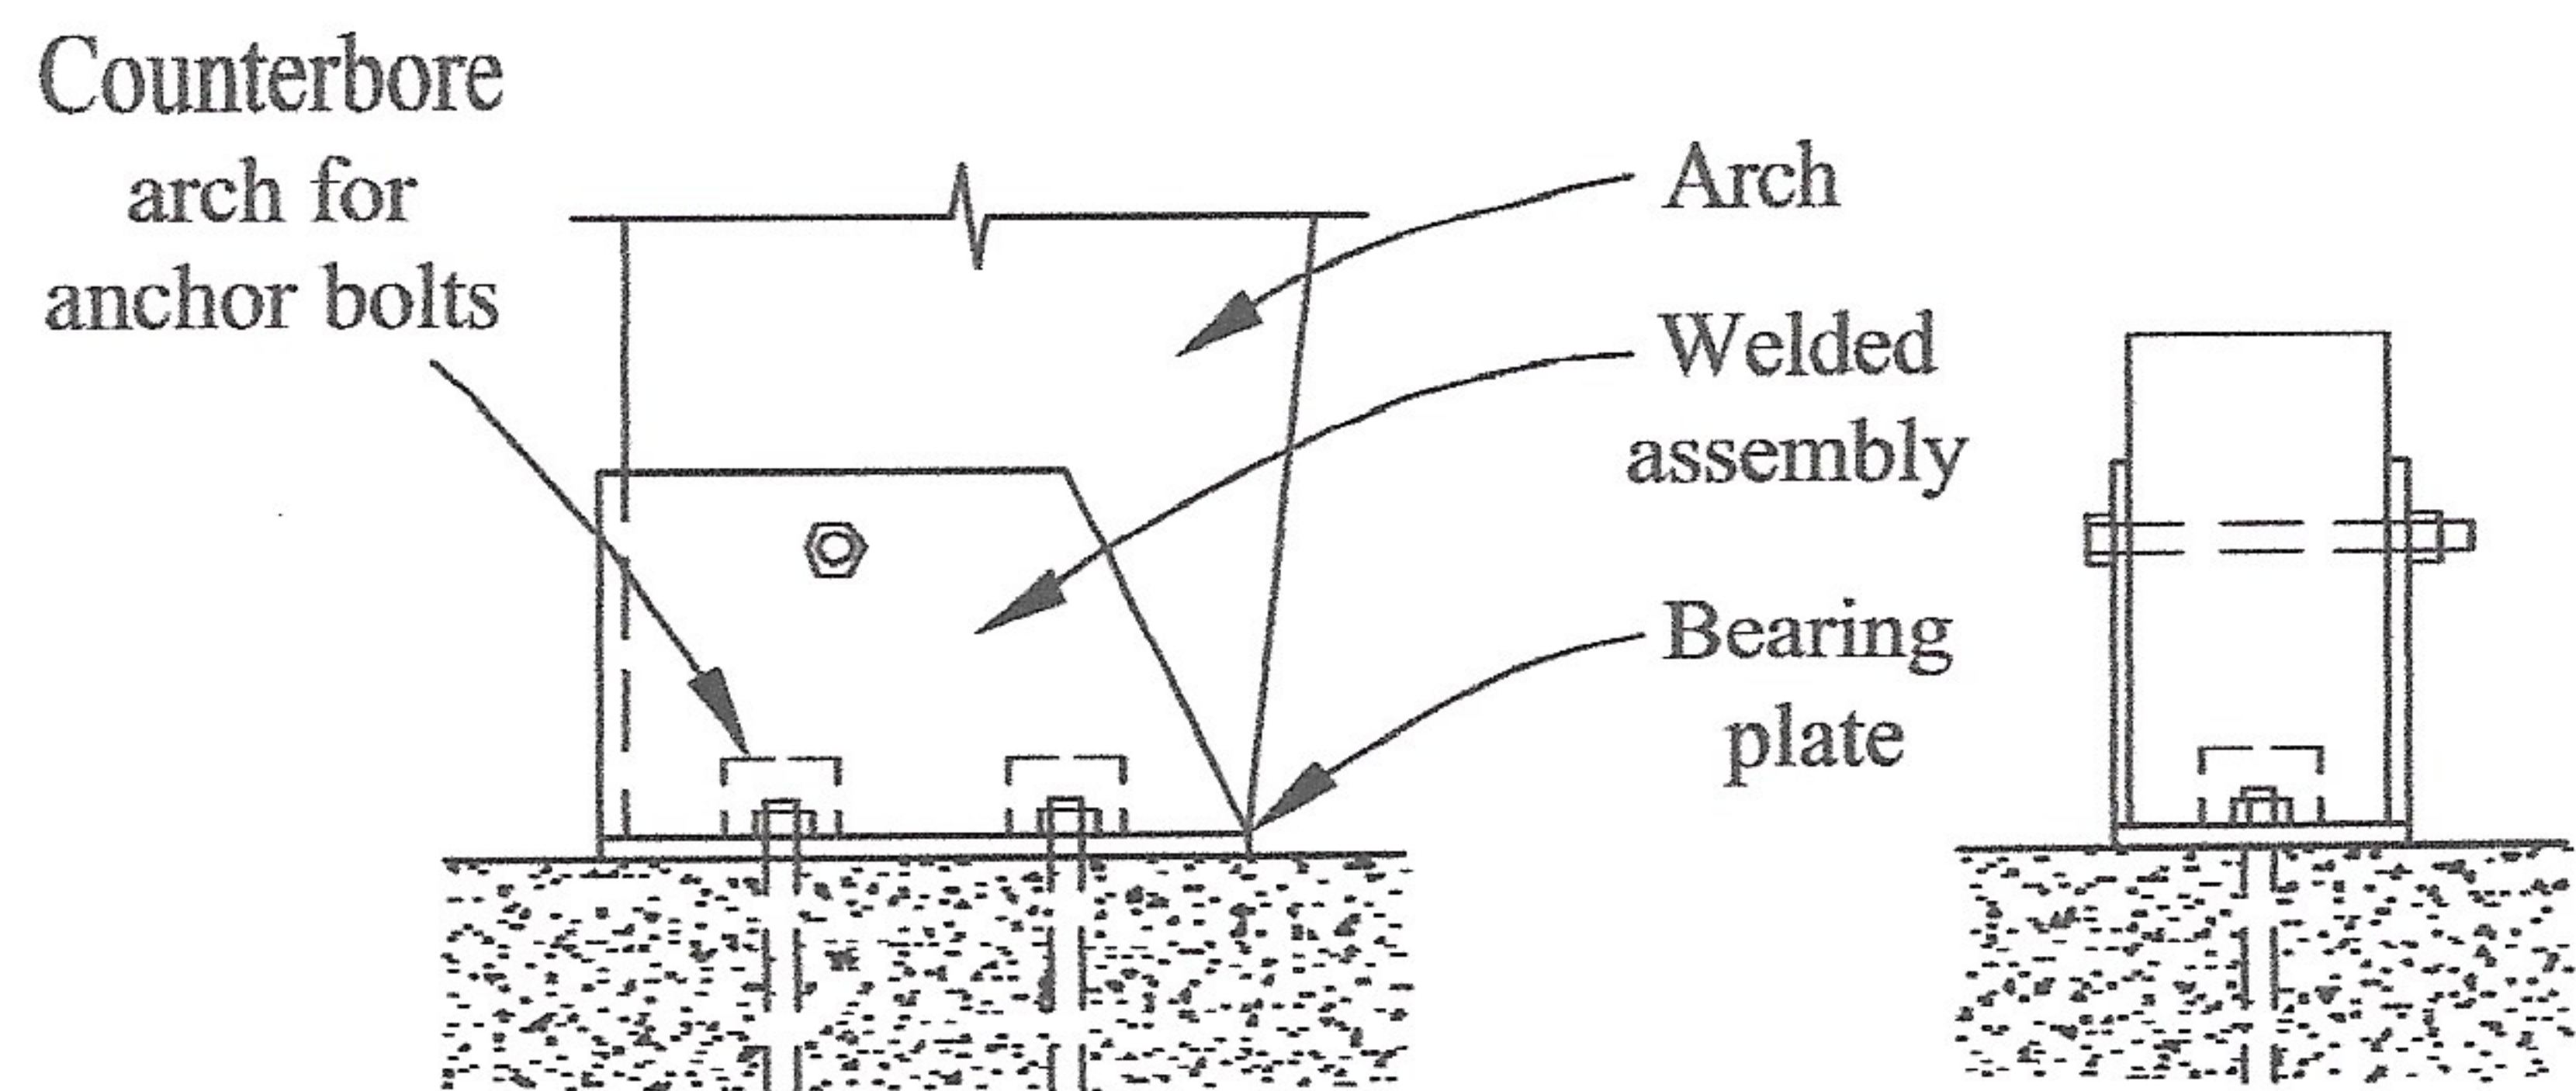 Counterbore
arch for
anchor bolts
Arch
Welded
assembly
Bearing
plate